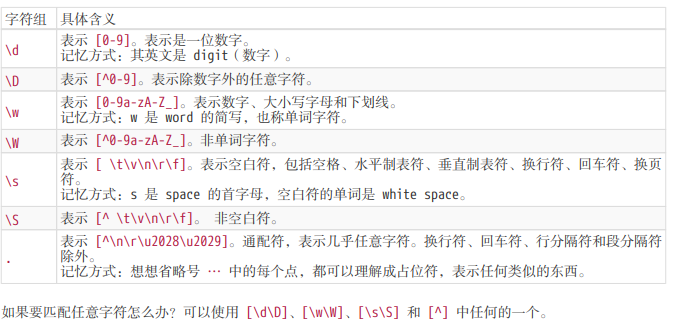 字符组 具体含义
\d
表示 [0-9]。表示是一位数字。
记忆方式：其英文是 digit（数字）。
\D 表示 [^0-9]。表示除数字外的任意字符。
\w
表示 [0-9a-zA-Z_]。表示数字、大小写字母和下划线。
记忆方式：w 是 word 的简写，也称单词字符。
\W 表示 [^0-9a-zA-Z_]。非单词字符。
\s
表示 [ \t\v\n\r\f]。表示空白符，包括空格、水平制表符、垂直制表符、换行符、回车符、换页
符。
记忆方式：s 是 space 的首字母，空白符的单词是 white space。
\S 表示 [^ \t\v\n\r\f]。 非空白符。
.
表示 [^\n\r\u2028\u2029]。通配符，表示几乎任意字符。换行符、回车符、行分隔符和段分隔符
除外。
记忆方式：想想省略号 … 中的每个点，都可以理解成占位符，表示任何类似的东西。
如果要匹配任意字符怎么办？可以使用 [\d\D]、[\w\W]、[\s\S] 和 [^] 中任何的一个。